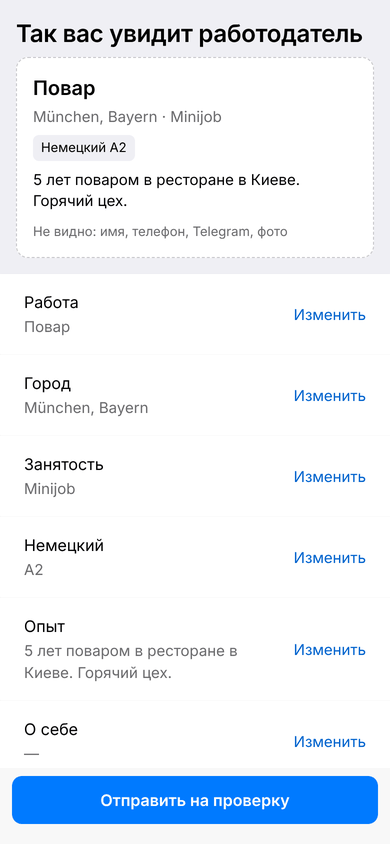 Так вас увидит работодатель
Повар
München, Bayern · Minijob
Немецкий A2
5 лет поваром в ресторане в Киеве.
Горячий цех.
Не видно: имя, телефон, Telegram, фото
Работа
Повар
Изменить
Город
München, Bayern
Изменить
Занятость
Minijob
Изменить
Немецкий
A2
Изменить
Опыт
5 лет поваром в ресторане в
Киеве. Горячий цех.
Изменить
О себе
—
Изменить
Отправить на проверку